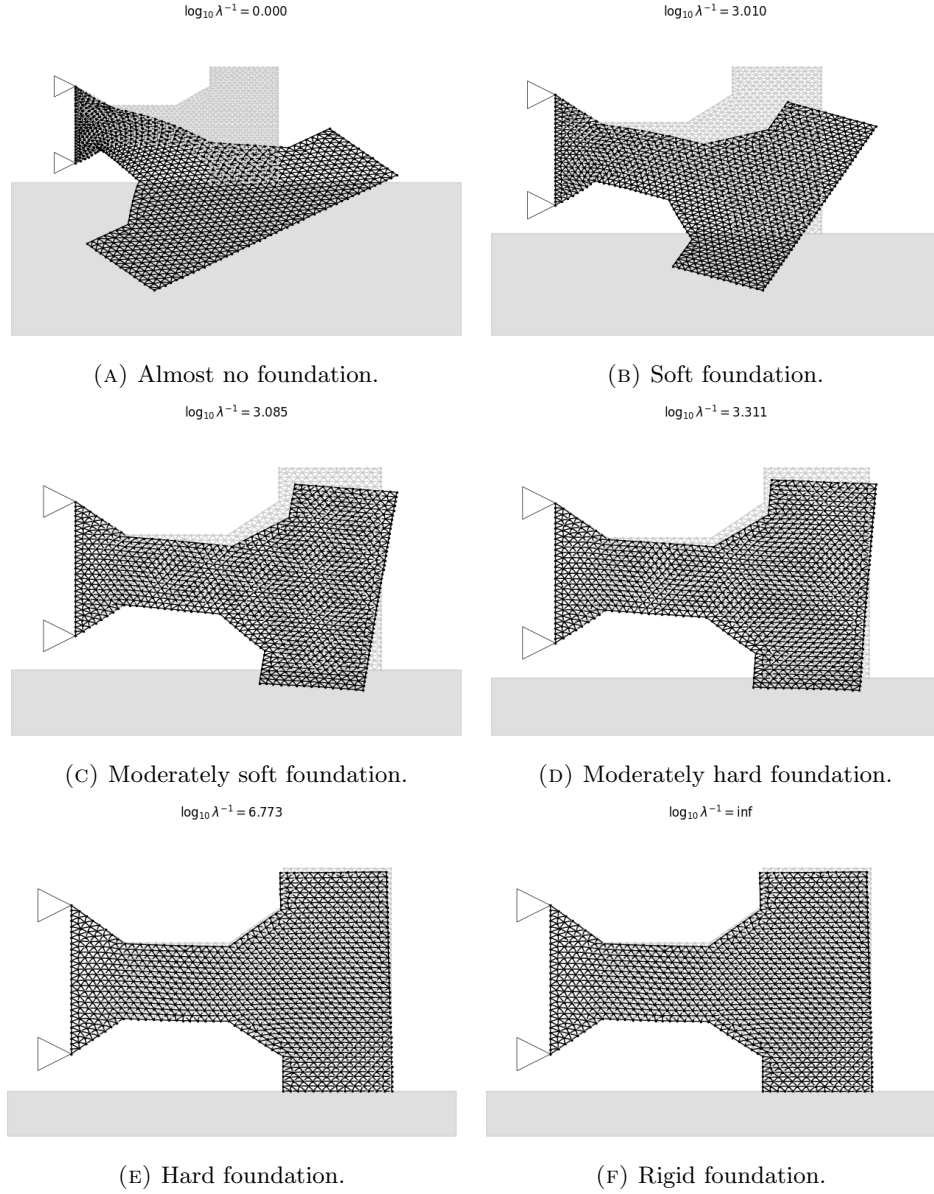 log₁₀ λ⁻¹ = 0.000
log₁₀ λ⁻¹ = 3.010
(A) Almost no foundation.
(B) Soft foundation.
log₁₀ λ⁻¹ = 3.085
log₁₀ λ⁻¹ = 3.311
(C) Moderately soft foundation.
(D) Moderately hard foundation.
log₁₀ λ⁻¹ = 6.773
log₁₀ λ⁻¹ = inf
(E) Hard foundation.
(F) Rigid foundation.